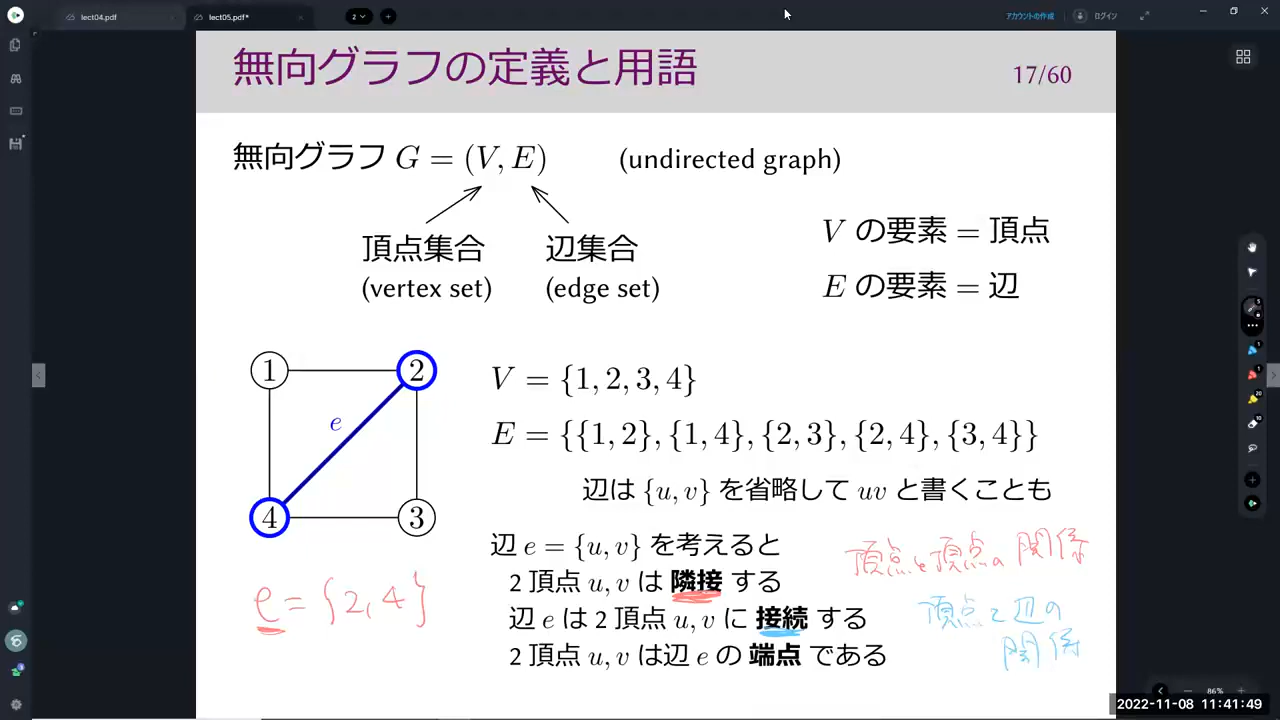 lect04.pdf
lect05.pdf*
2
アカウントの作成
ログイン
無向グラフの定義と用語
17/60
無向グラフ G = (V, E) (undirected graph)
頂点集合
(vertex set)
辺集合
(edge set)
V の要素 = 頂点
E の要素 = 辺
1
2
e
4
3
V = {1, 2, 3, 4}
E = {{1, 2}, {1, 4}, {2, 3}, {2, 4}, {3, 4}}
辺は {u, v} を省略して uv と書くことも
辺 e = {u, v} を考えると
2 頂点 u, v は 隣接 する
辺 e は 2 頂点 u, v に 接続 する
2 頂点 u, v は辺 e の 端点 である
e = {2, 4}
頂点と頂点の関係
頂点と辺の
関係
86%
2022-11-08 11:41:49